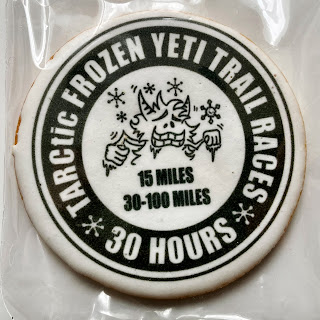 TARCtic FROZEN YETI TRAIL RACES
15 MILES
30-100 MILES
30 HOURS